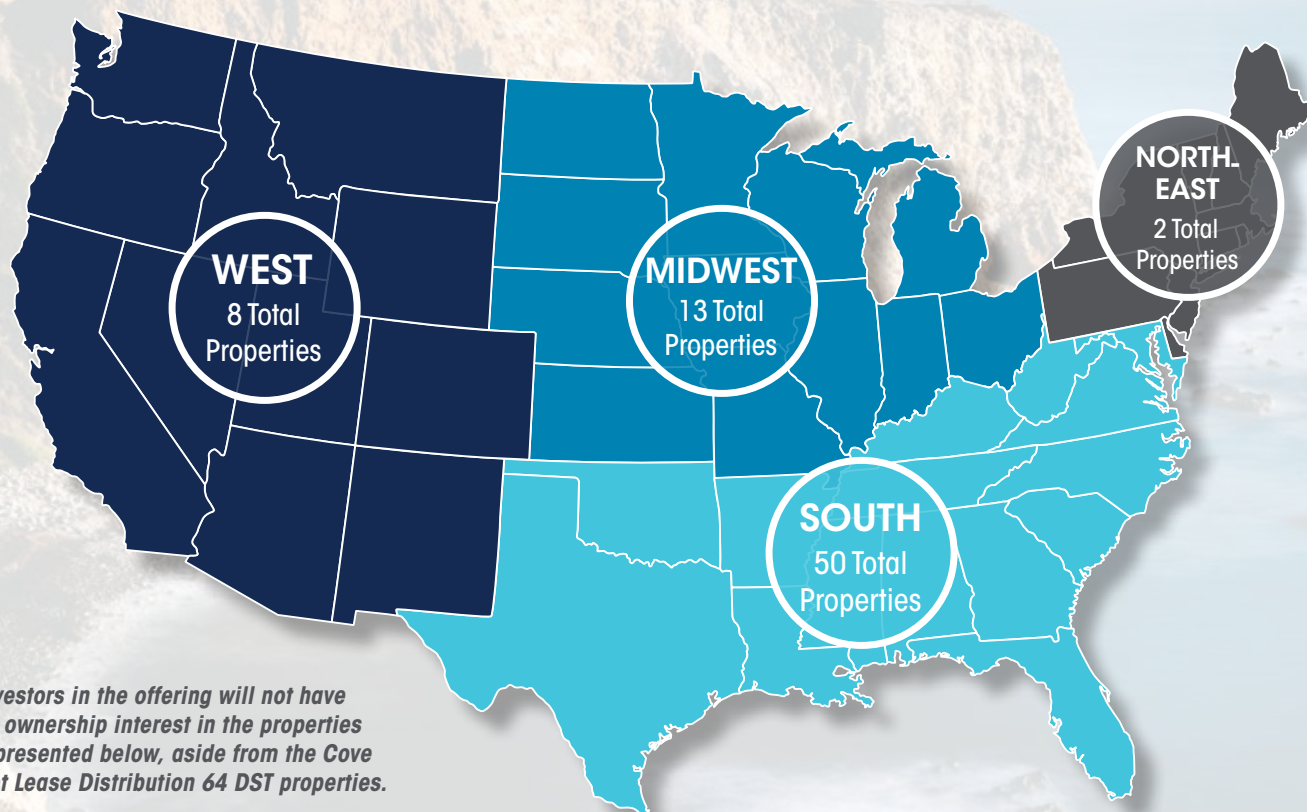 NORTH-
EAST
2 Total
Properties
WEST
8 Total
Properties
MIDWEST
13 Total
Properties
SOUTH
50 Total
Properties
vestors in the offering will not have
ownership interest in the properties
presented below, aside from the Cove
t Lease Distribution 64 DST properties.